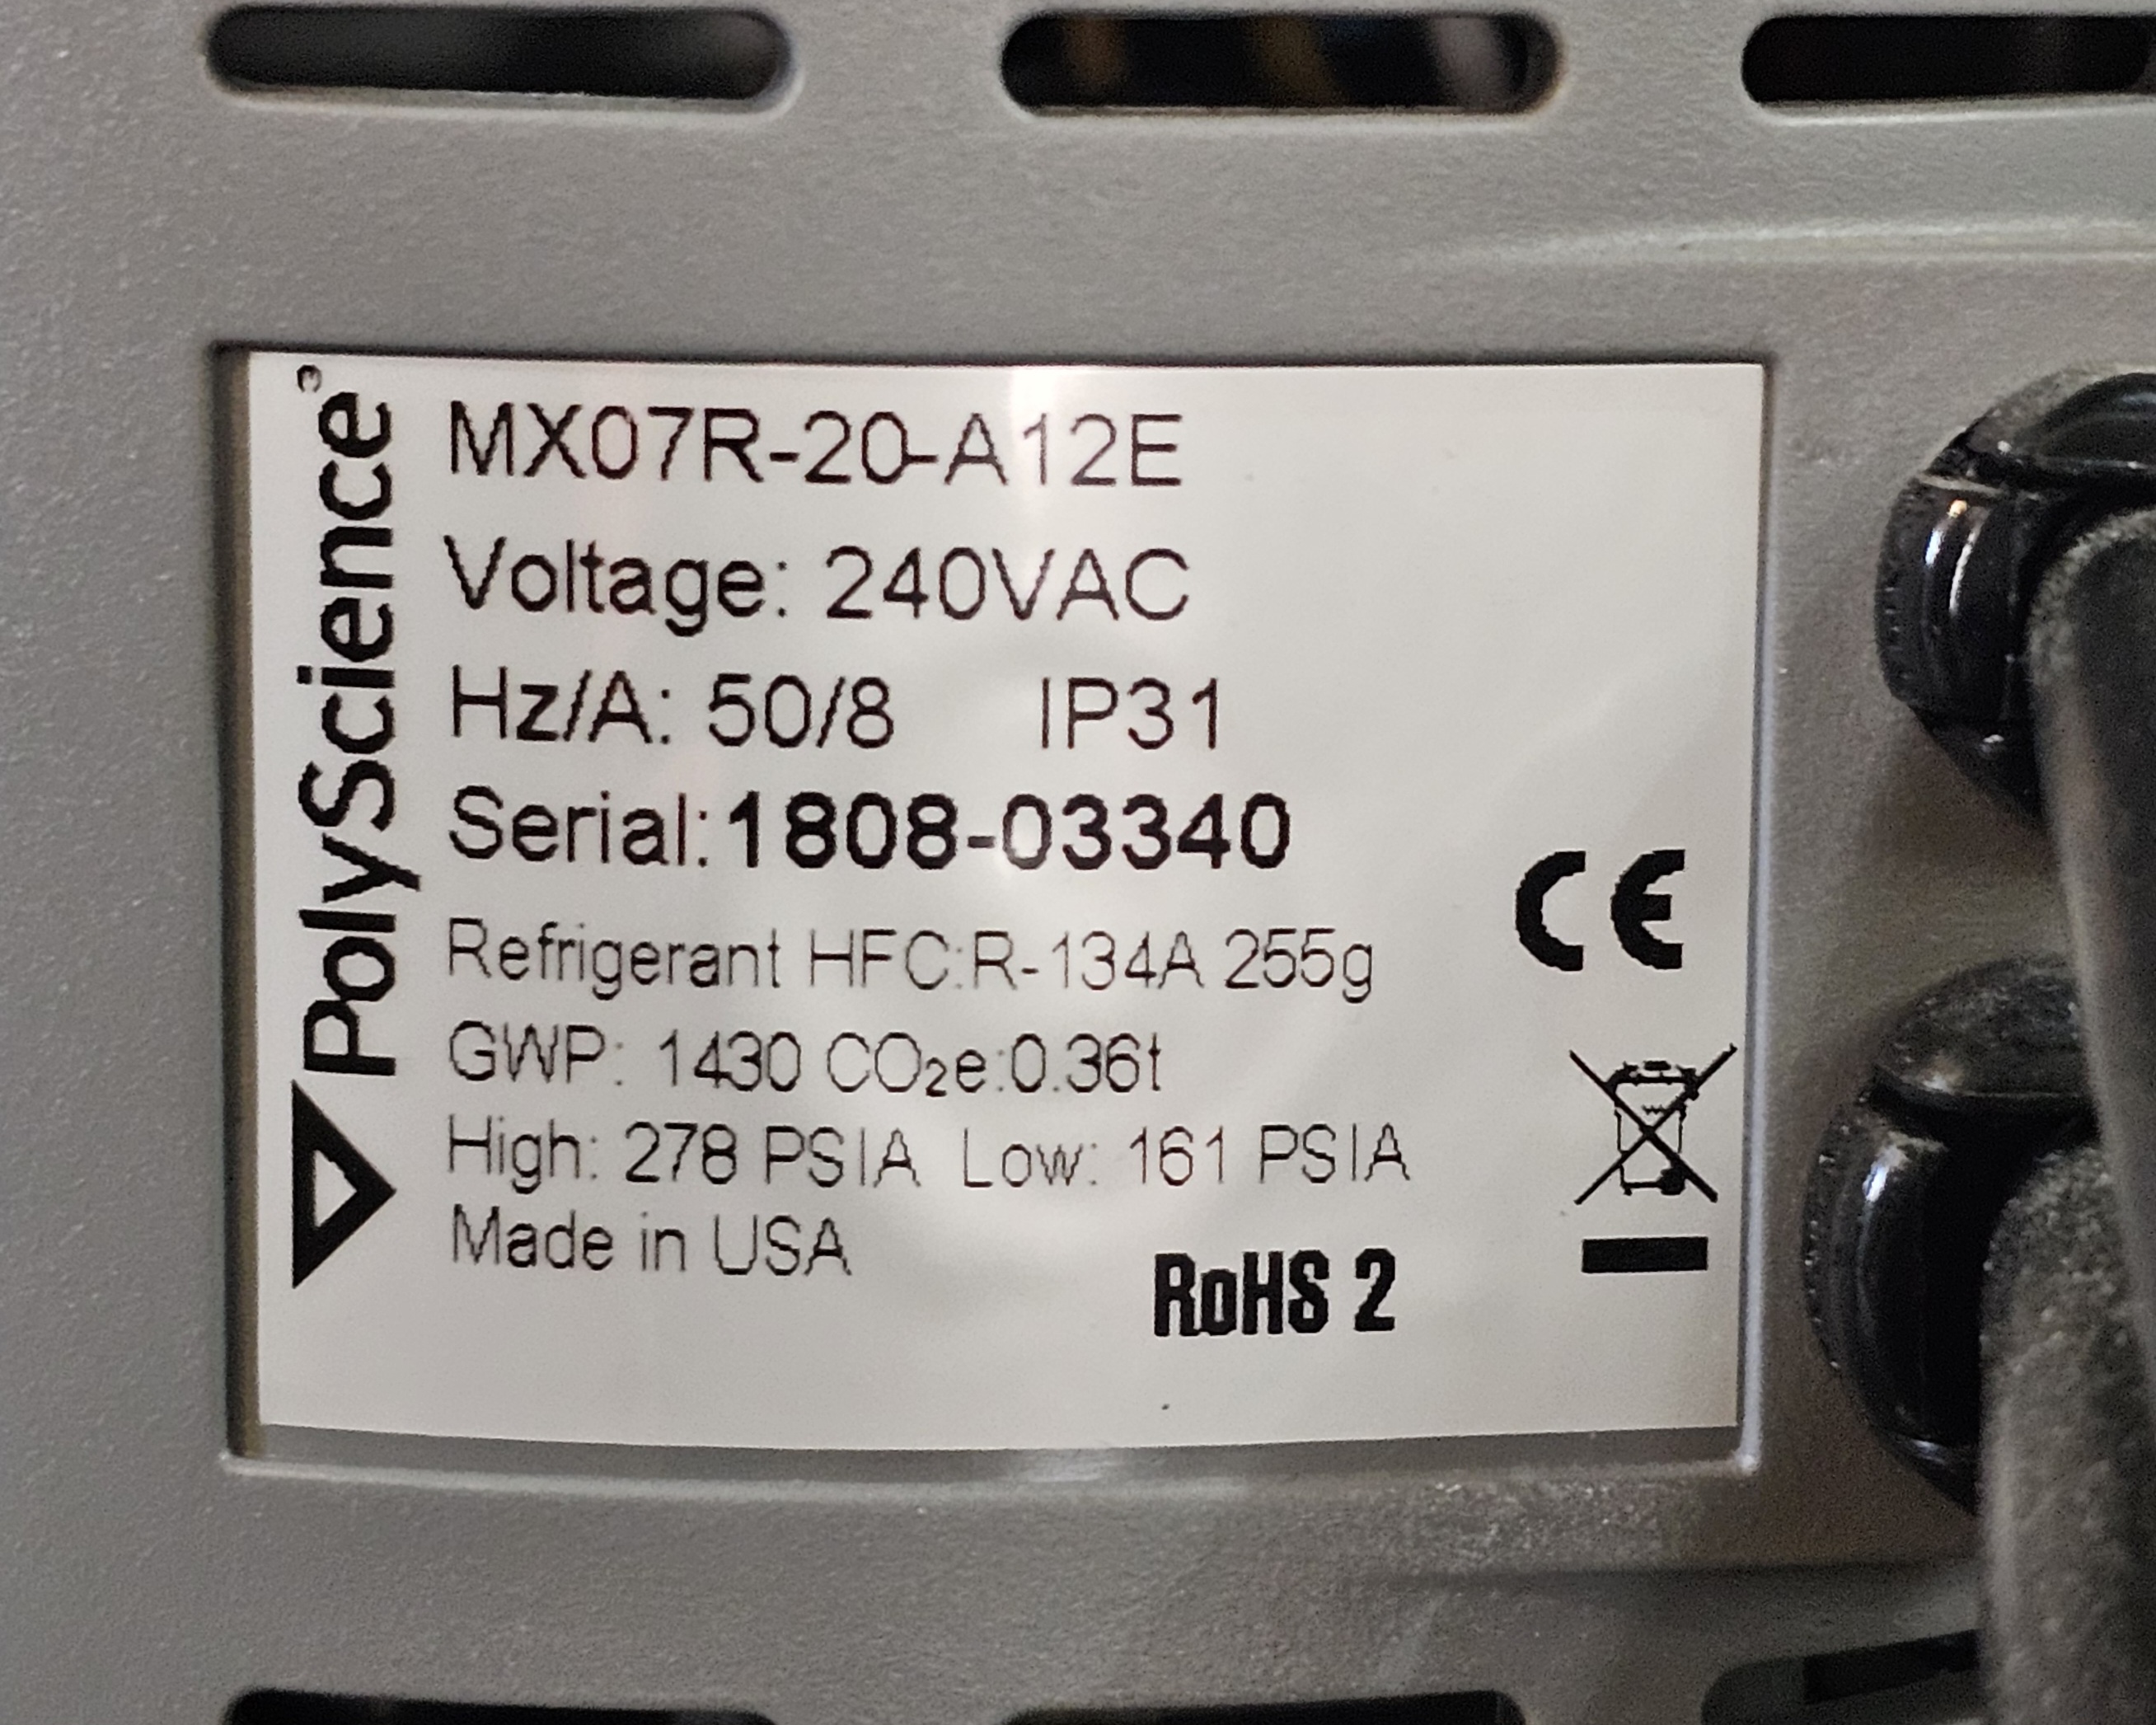 PolyScience
MX07R-20-A12E
Voltage: 240VAC
Hz/A: 50/8 IP31
Serial:1808-03340
Refrigerant HFC:R-134A 255g
GWP: 1430 CO₂e:0.36t
High: 278 PSIA Low: 161 PSIA
Made in USA
CE
RoHS 2